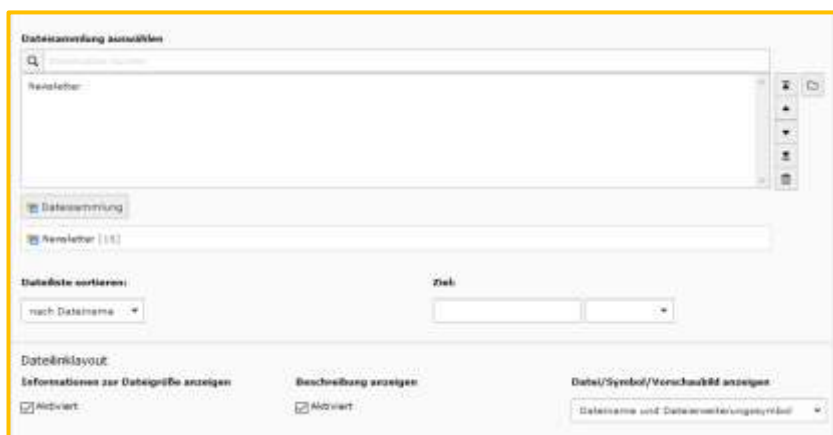 Dateisammlung auswählen
Newsletter
Dateisammlung
Newsletter [15]
Dateiliste sortieren:
Ziel:
nach Dateiname
Dateilinklayout
Informationen zur Dateigröße anzeigen
Beschreibung anzeigen
Datei/Symbol/Vorschaubild anzeigen
Aktiviert
Aktiviert
Dateiname und Dateierweiterungssymbol